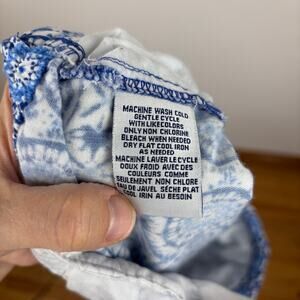 MACHINE WASH COLD
GENTLE CYCLE
WITH LIKECOLORS
ONLY NON CHLORINE
BLEACH WHEN NEEDED
DRY FLAT COOL IRON
AS NEEDED
MACHINE LAVER LE CYCLE
DOUX FROID AVEC DES
COULEURS COMME
SEULEMENT NON CHLORE
EAU DE JAVEL SÉCHE PLAT
COOL IRON AU BESOIN